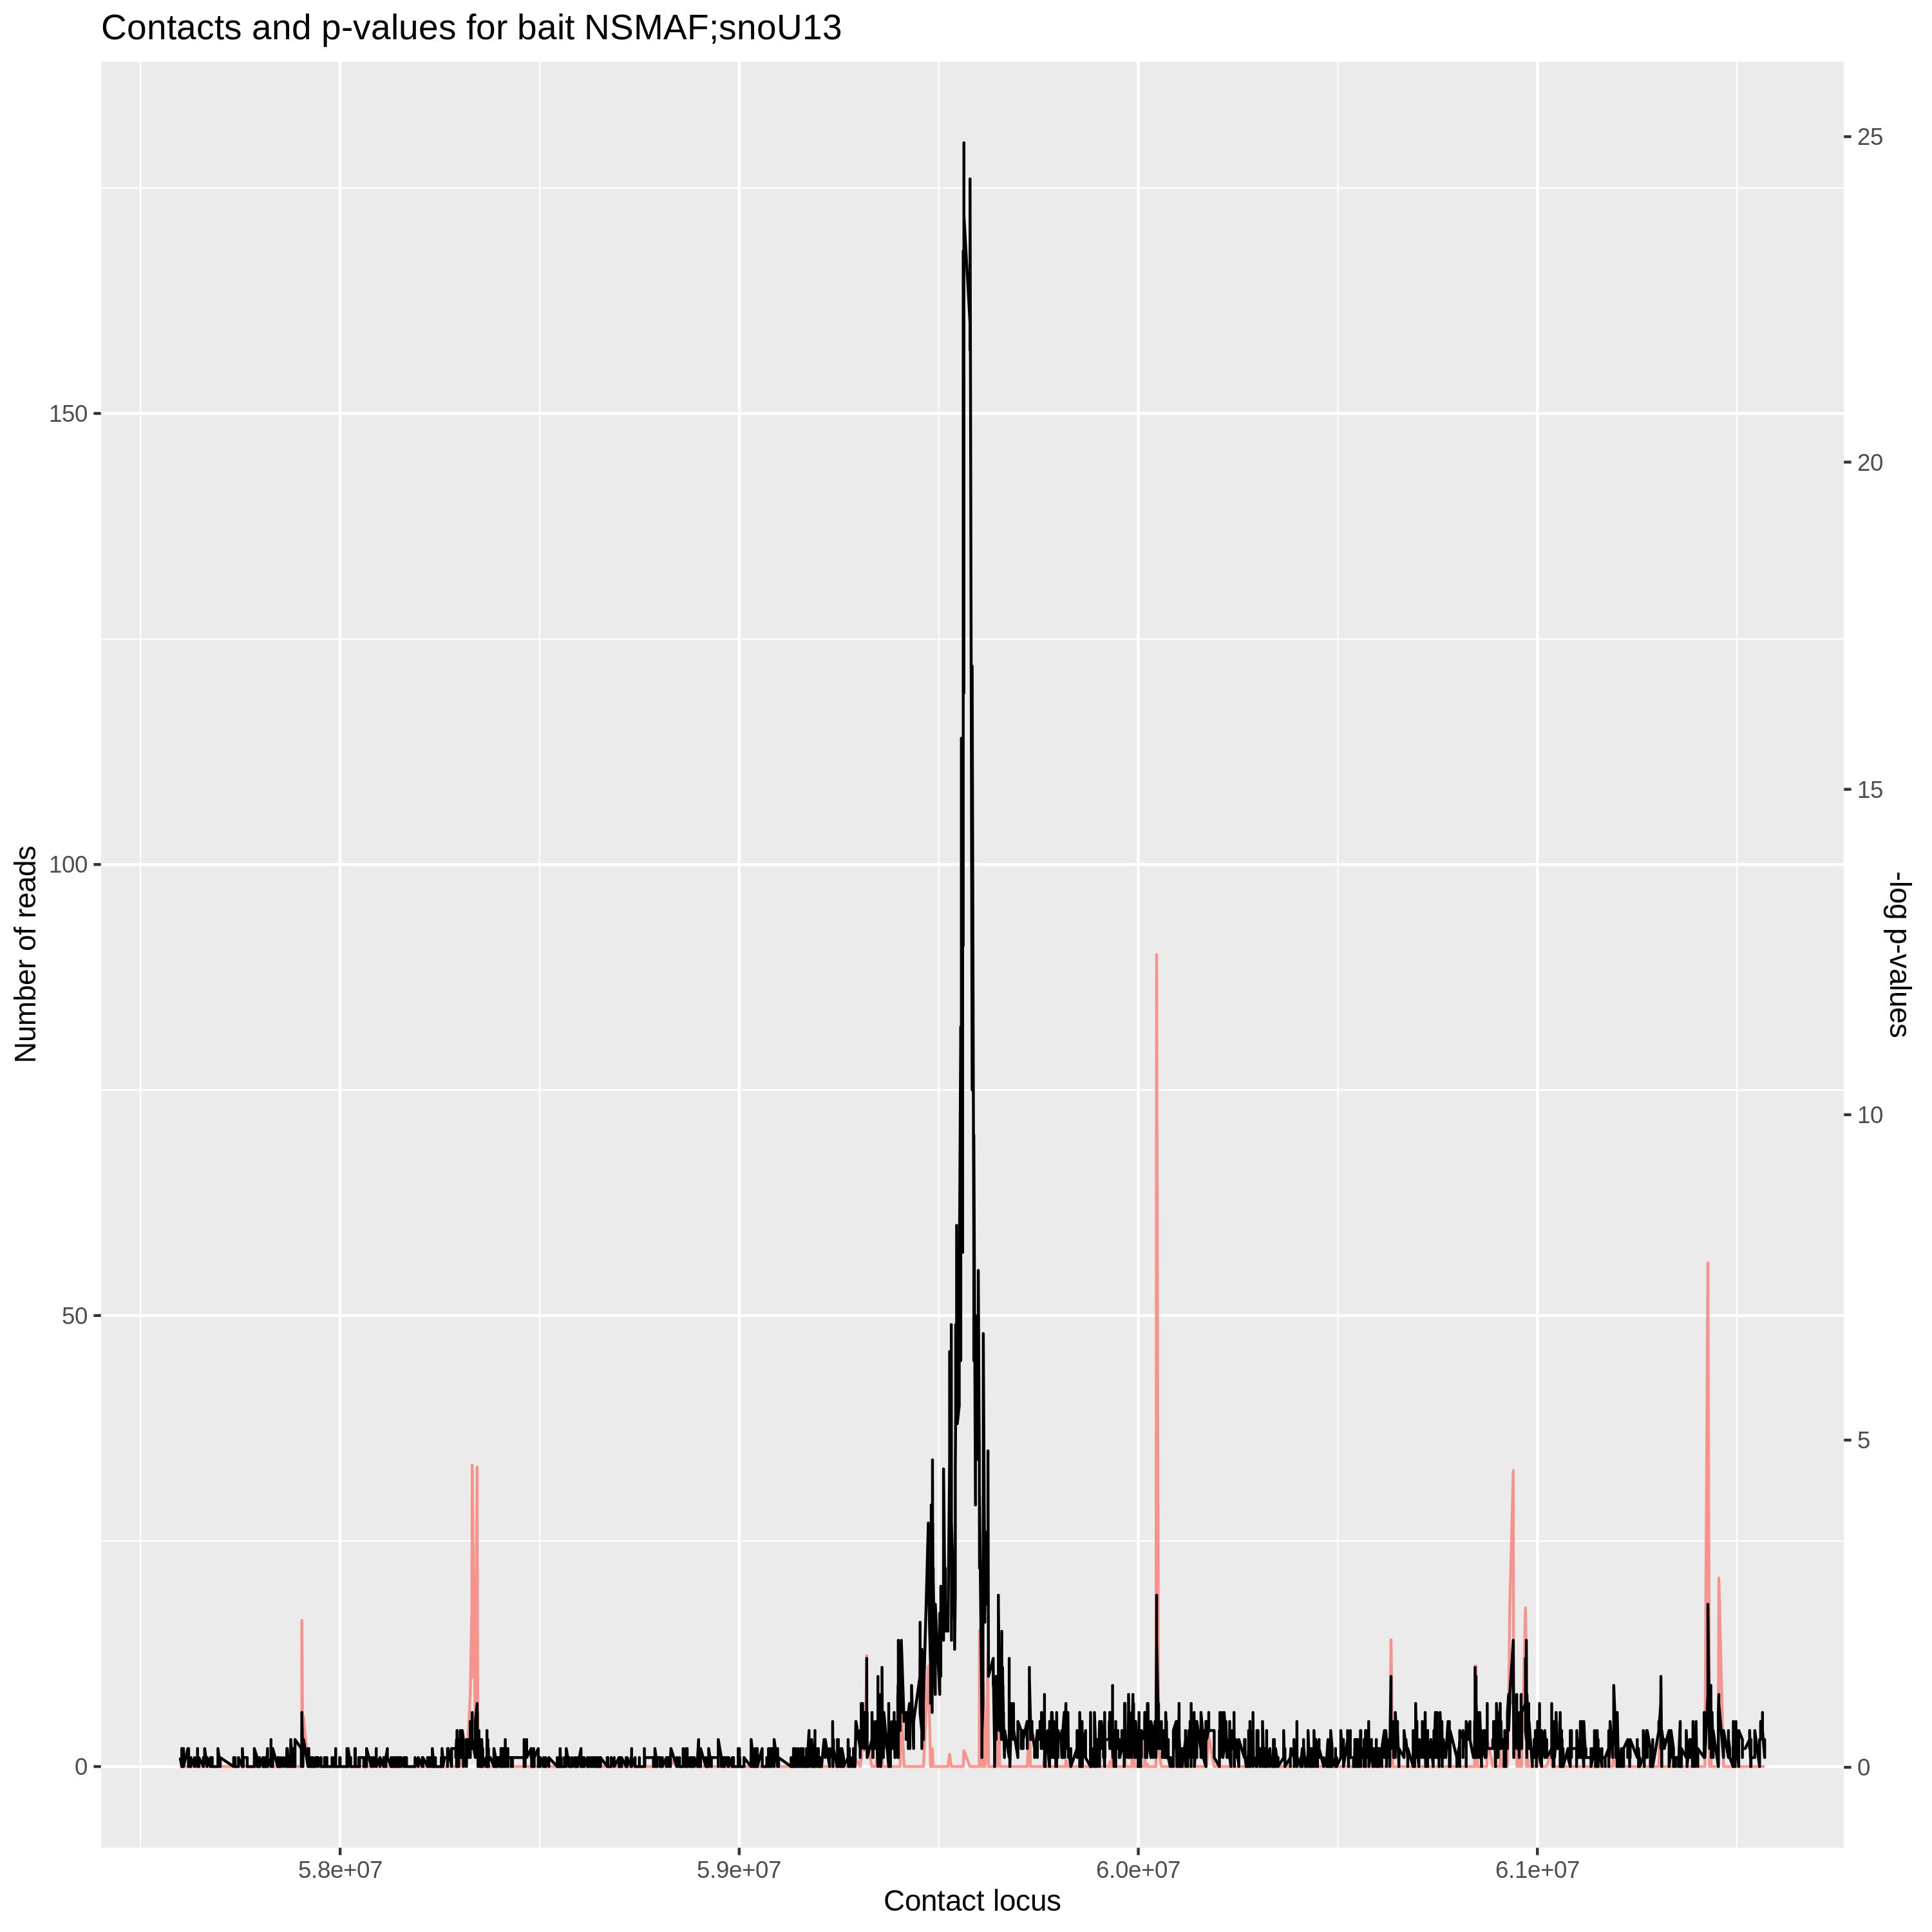 Contacts and p-values for bait NSMAF;snoU13
Number of reads
150
100
50
0
25
20
15
10
5
0
-log p-values
5.8e+07
5.9e+07
6.0e+07
6.1e+07
Contact locus